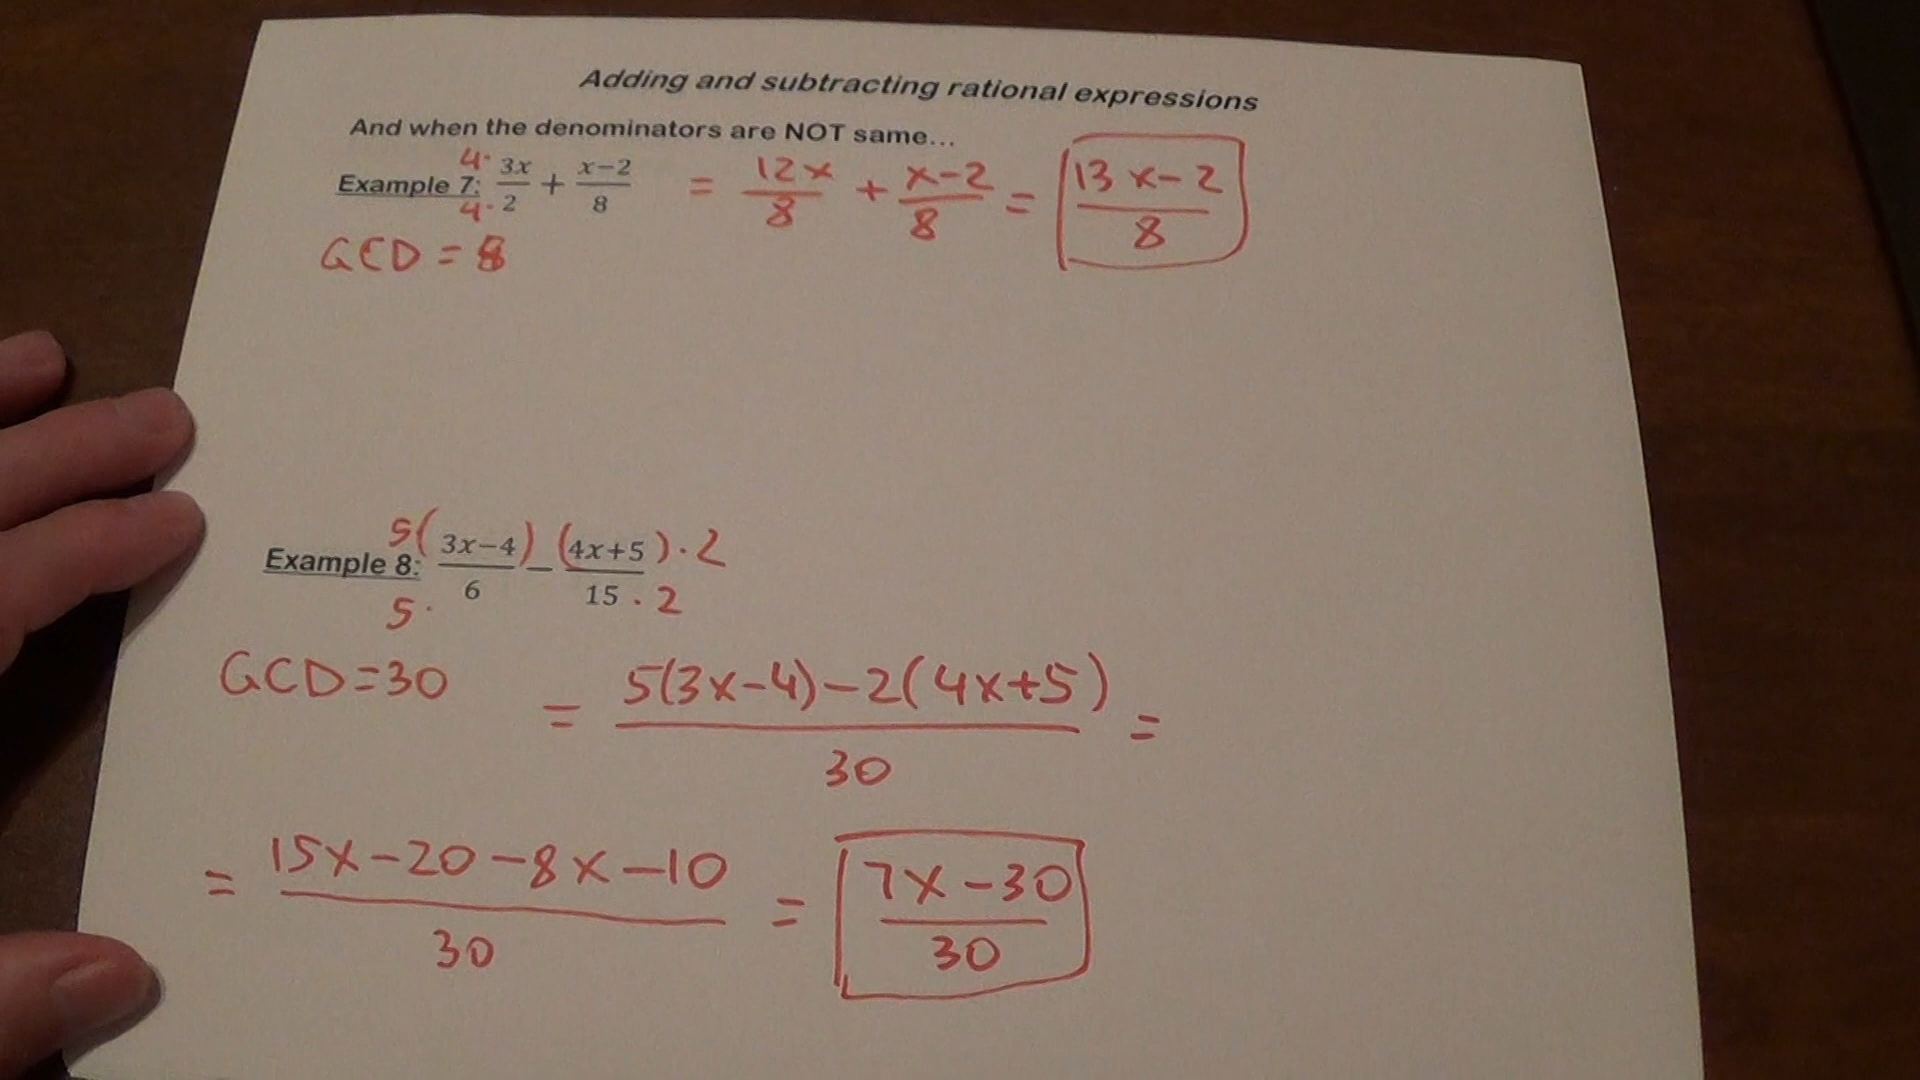 Adding and subtracting rational expressions
And when the denominators are NOT same...
Example 7: 4· 3x / 4· 2 + x−2 / 8 = 12x / 8 + x−2 / 8 = 13x−2 / 8
GCD = 8
Example 8: 5(3x−4) / 5· 6 − (4x+5)·2 / 15·2
GCD=30 = 5(3x−4)−2(4x+5) / 30 =
= 15x−20−8x−10 / 30 = 7x−30 / 30